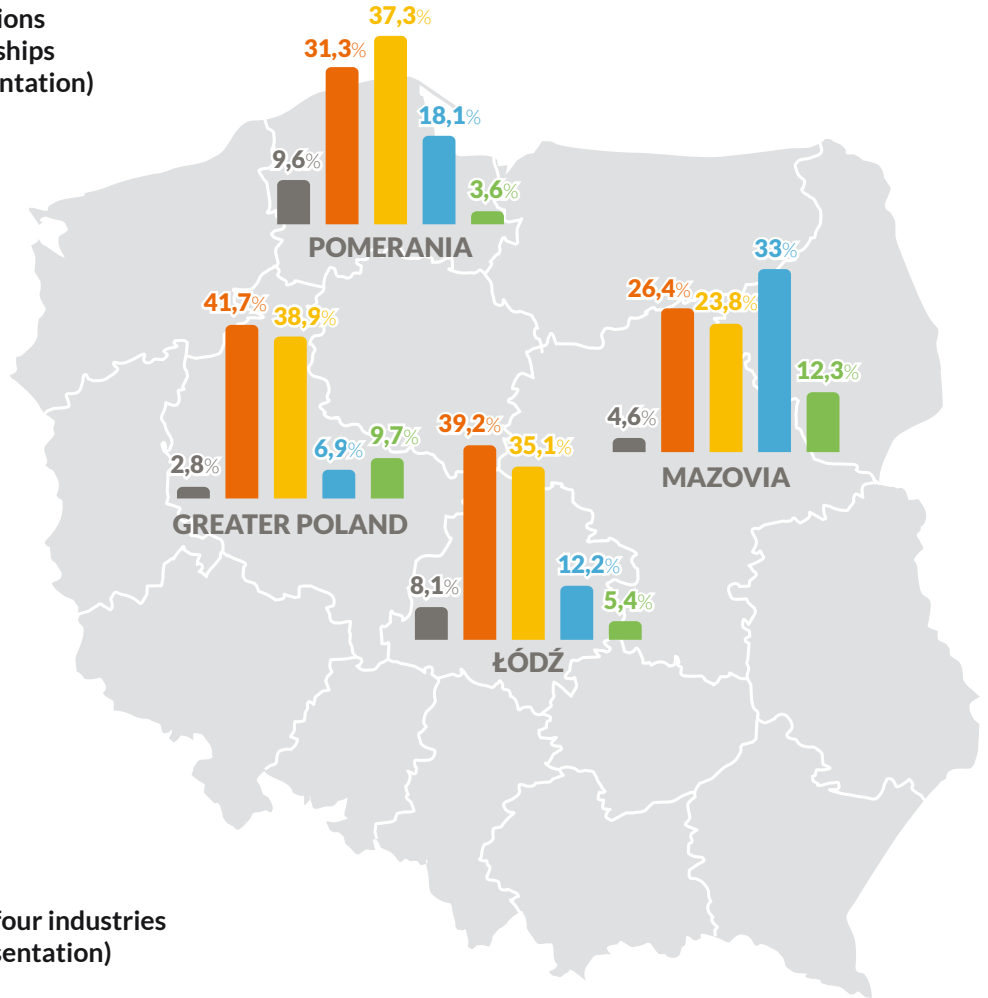 ions
ships
ntation)
9,6%
31,3%
37,3%
18,1%
3,6%
POMERANIA
2,8%
41,7%
38,9%
6,9%
9,7%
GREATER POLAND
4,6%
26,4%
23,8%
33%
12,3%
MAZOVIA
8,1%
39,2%
35,1%
12,2%
5,4%
ŁÓDŹ
four industries
sentation)